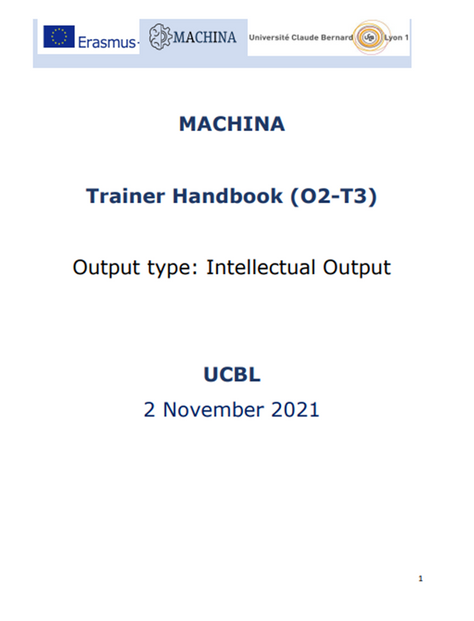 Erasmus+
MACHINA
Université Claude Bernard UCBL Lyon 1
MACHINA
Trainer Handbook (O2-T3)
Output type: Intellectual Output
UCBL
2 November 2021
1